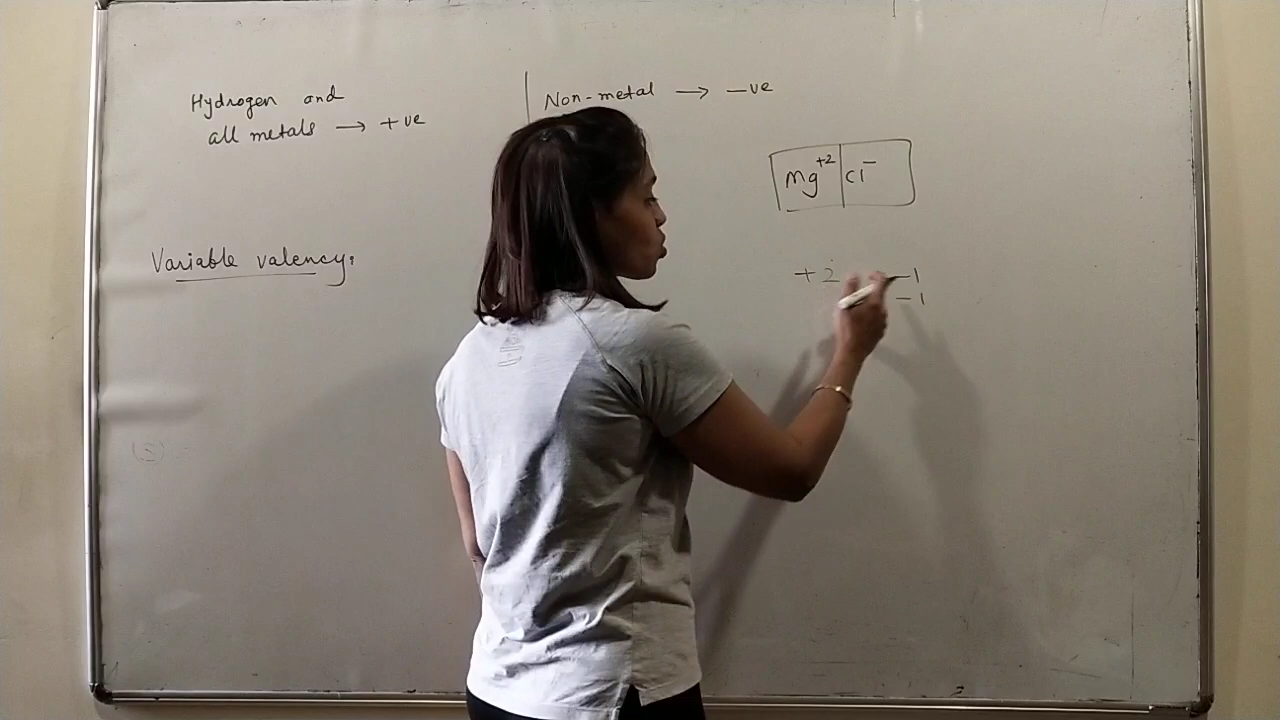 Hydrogen and
all metals → +ve
Non-metal → -ve
Mg+2 Cl-
Variable valency:
+2 -1
-1